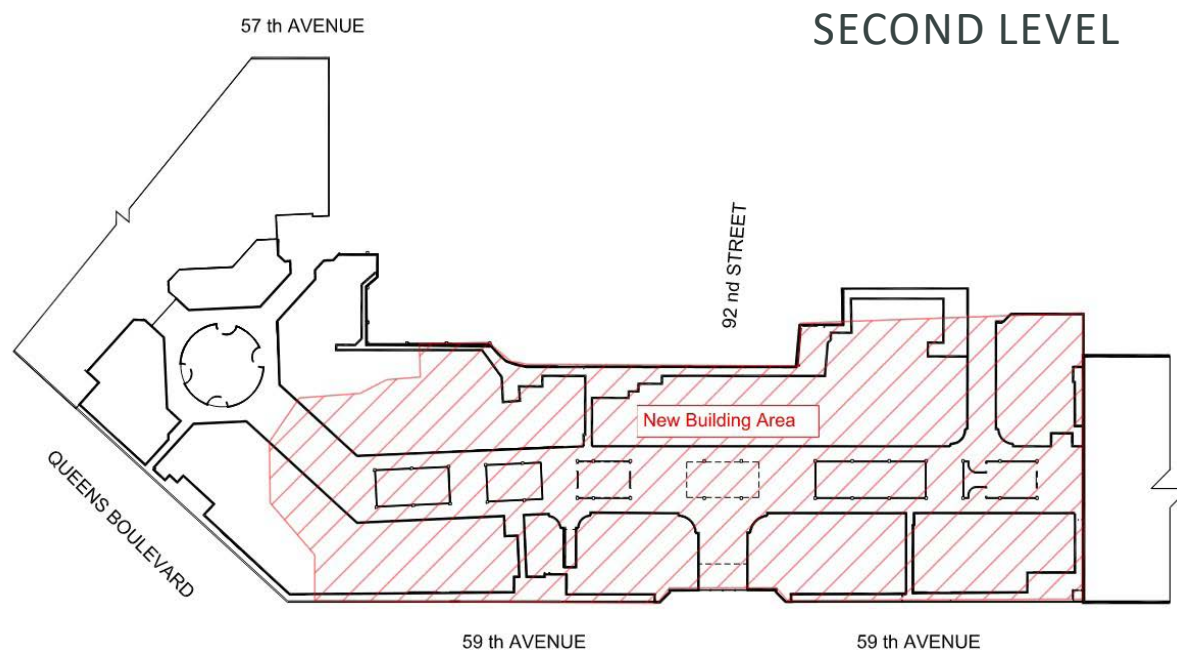 SECOND LEVEL
57 th AVENUE
92 nd STREET
New Building Area
QUEENS BOULEVARD
59 th AVENUE
59 th AVENUE